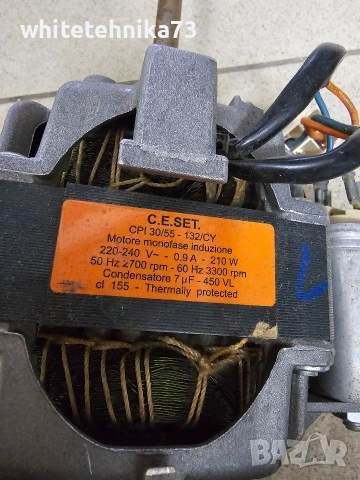 whitetehnika73
C.E.SET.
CPI 30/55 - 132/CY
Motore monofase induzione
220-240 V~ - 0.9 A - 210 W
50 Hz 2700 rpm - 60 Hz 3300 rpm
Condensatore 7 µF - 450 VL
cl 155 - Thermally protected
L
BAZAR
bg